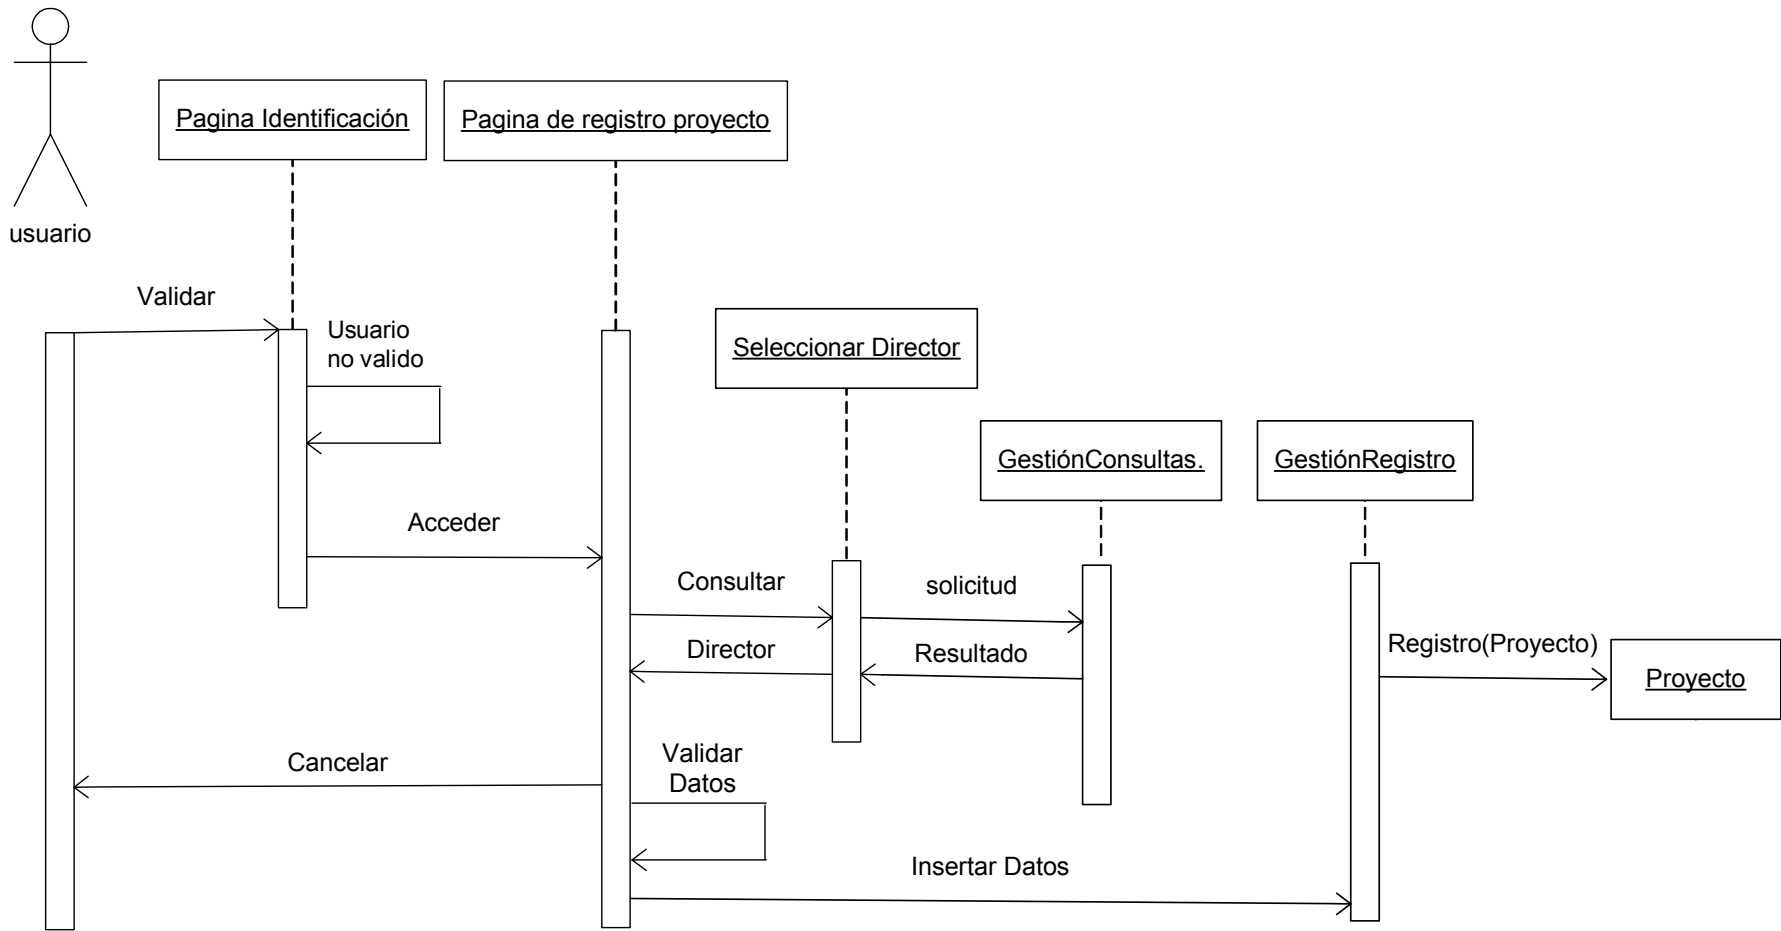 Pagina Identificación
Pagina de registro proyecto
usuario
Validar
Usuario
no valido
Seleccionar Director
GestiónConsultas.
GestiónRegistro
Acceder
Consultar
solicitud
Director
Resultado
Registro(Proyecto)
Proyecto
Cancelar
Validar
Datos
Insertar Datos